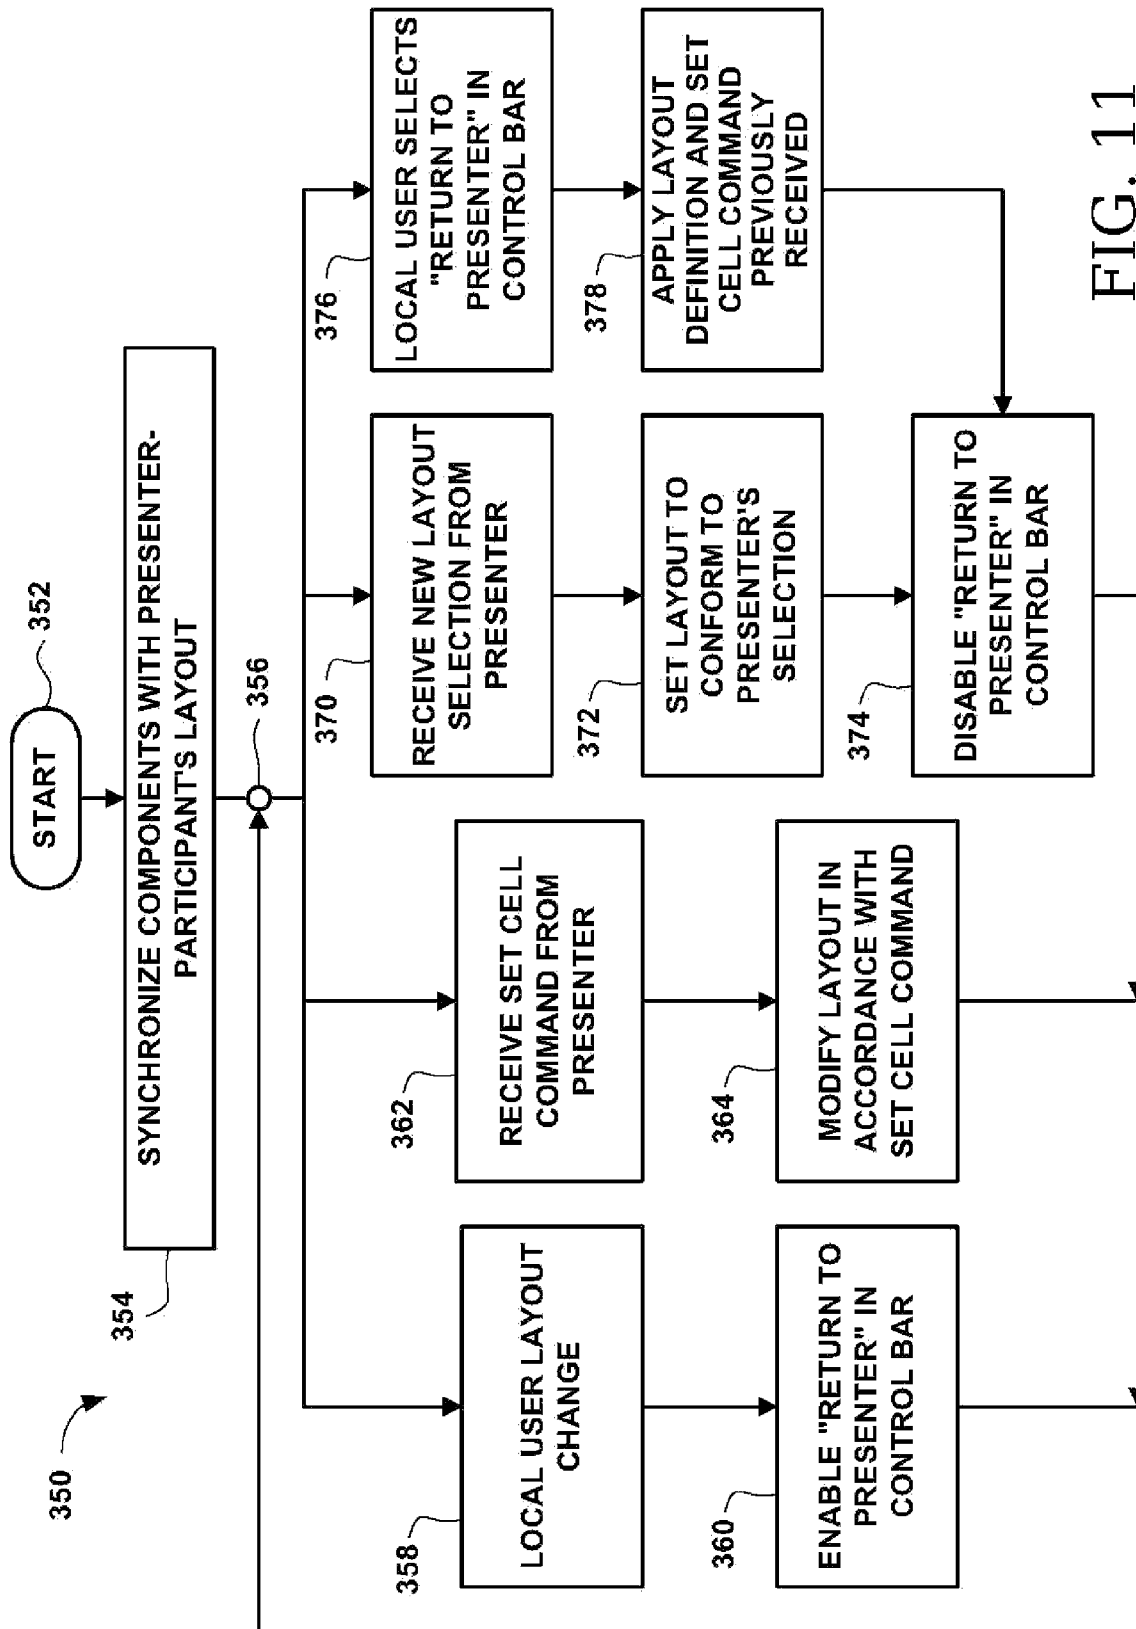 350
START
352
SYNCHRONIZE COMPONENTS WITH PRESENTER-
PARTICIPANT'S LAYOUT
354
356
LOCAL USER LAYOUT
CHANGE
358
ENABLE "RETURN TO
PRESENTER" IN
CONTROL BAR
360
RECEIVE SET CELL
COMMAND FROM
PRESENTER
362
MODIFY LAYOUT IN
ACCORDANCE WITH
SET CELL COMMAND
364
RECEIVE NEW LAYOUT
SELECTION FROM
PRESENTER
370
SET LAYOUT TO
CONFORM TO
PRESENTER'S
SELECTION
372
DISABLE "RETURN TO
PRESENTER" IN
CONTROL BAR
374
LOCAL USER SELECTS
"RETURN TO
PRESENTER" IN
CONTROL BAR
376
APPLY LAYOUT
DEFINITION AND SET
CELL COMMAND
PREVIOUSLY
RECEIVED
378
FIG. 11